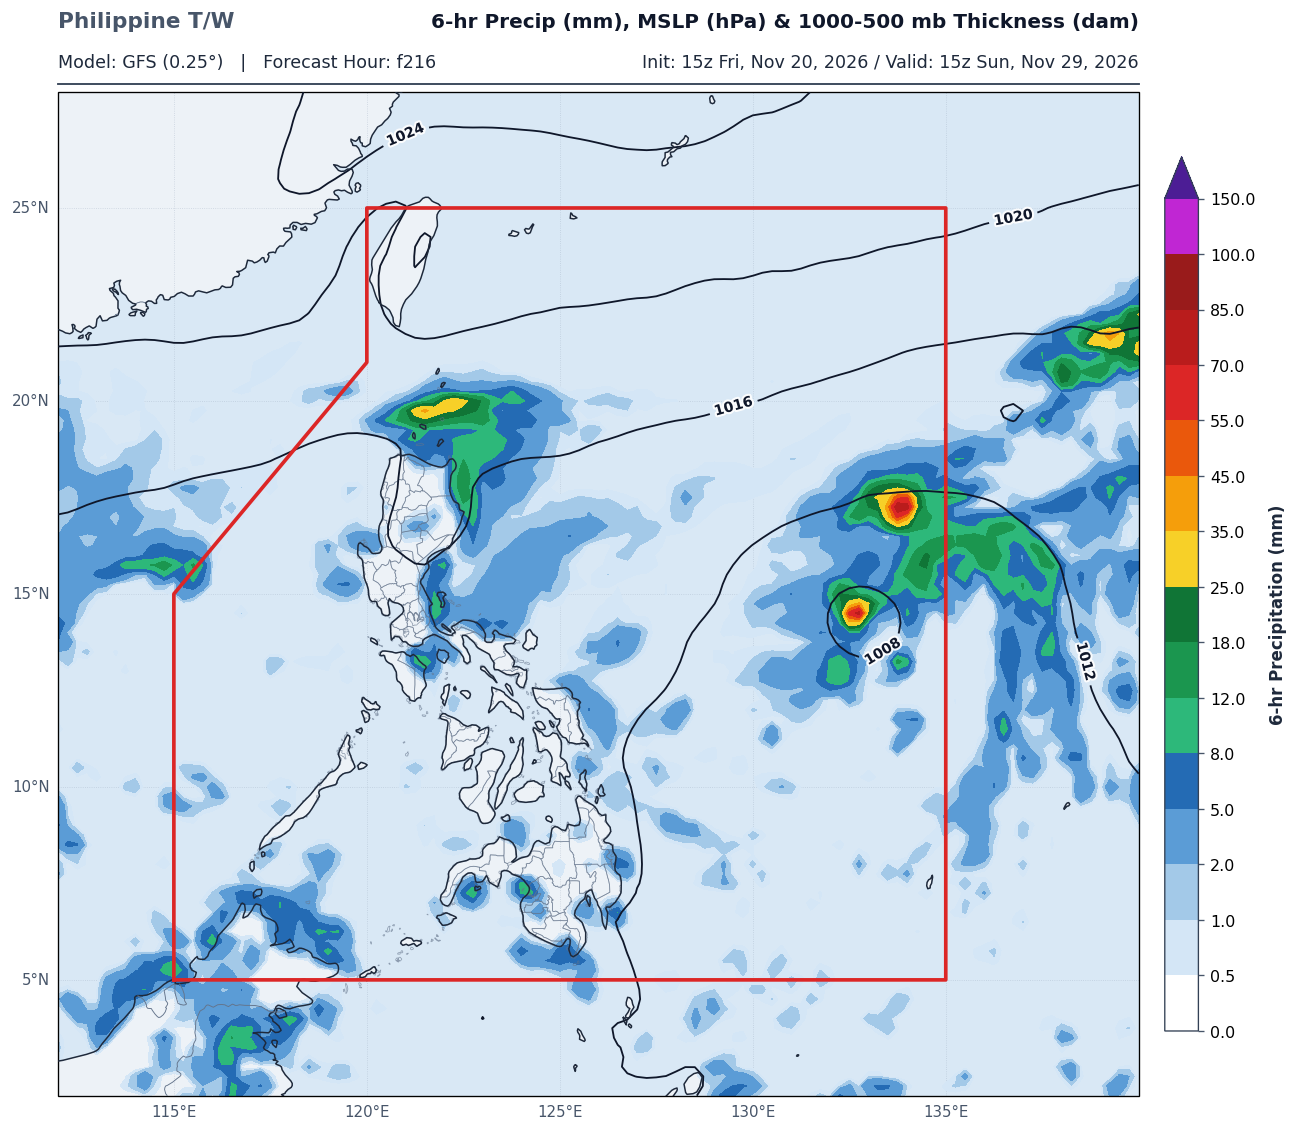 Philippine T/W
6-hr Precip (mm), MSLP (hPa) & 1000-500 mb Thickness (dam)
Model: GFS (0.25°) | Forecast Hour: f216
Init: 15z Fri, Nov 20, 2026 / Valid: 15z Sun, Nov 29, 2026
1024
1020
1016
1008
1012
25°N
20°N
15°N
10°N
5°N
115°E
120°E
125°E
130°E
135°E
150.0
100.0
85.0
70.0
55.0
45.0
35.0
25.0
18.0
12.0
8.0
5.0
2.0
1.0
0.5
0.0
6-hr Precipitation (mm)